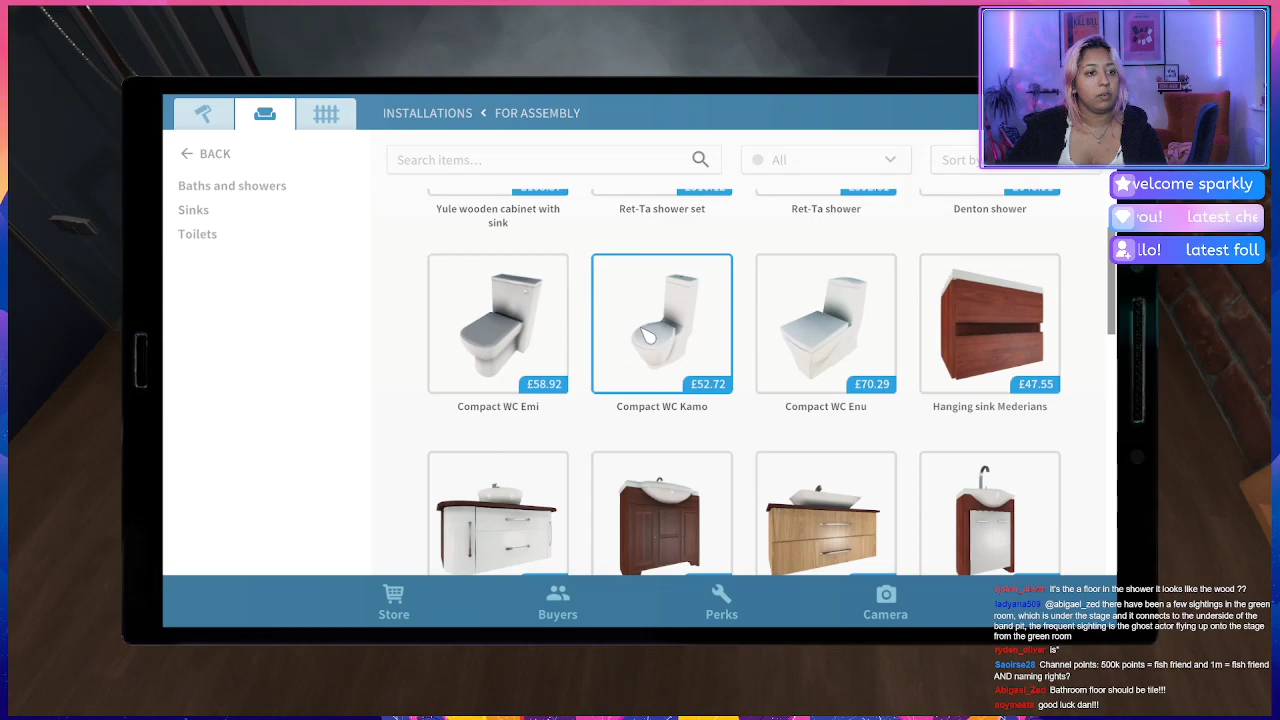 KILL BILL
INSTALLATIONS < FOR ASSEMBLY
BACK
Search items...
All
Sort by
Baths and showers
Sinks
Toilets
Yule wooden cabinet with sink
Ret-Ta shower set
Ret-Ta shower
Denton shower
velcome sparkly
you! latest che
llo! latest foll
£58.92
£52.72
£70.29
£47.55
Compact WC Emi
Compact WC Kamo
Compact WC Enu
Hanging sink Mederians
Store
Buyers
Perks
Camera
it's the a floor in the shower it looks like the wood ??
ladyana509 @abigael_zed there have been a few sightings in the green
room, which is under the stage and it connects to the underside of the
band pit, the frequent sighting is the ghost actor flying up onto the stage
from the green room
ryden_oliver is*
Saoirse28 Channel points: 500k points = fish friend and 1m = fish friend
AND naming rights?
Abigael_Zed Bathroom floor should be tile!!!
soymeats good luck dan!!!